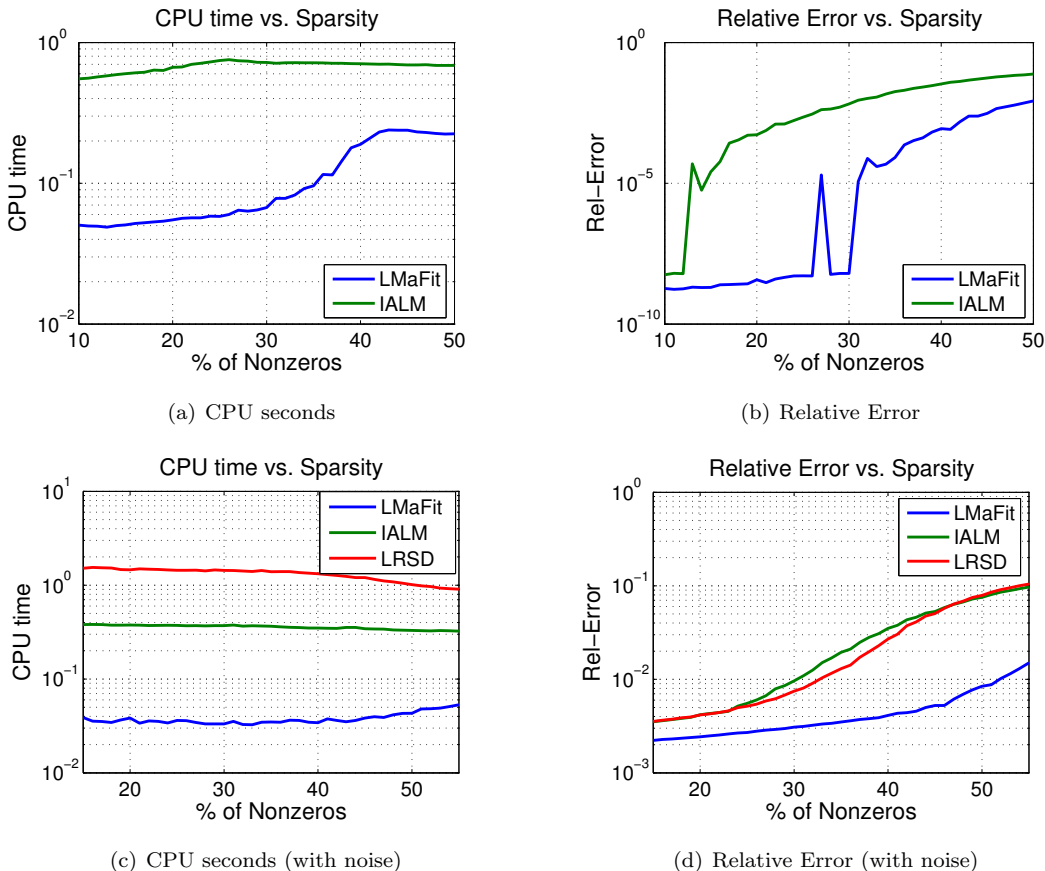 CPU time vs. Sparsity
10^0
10^-1
10^-2
CPU time
LMaFit
IALM
10 20 30 40 50
% of Nonzeros
(a) CPU seconds
Relative Error vs. Sparsity
10^0
10^-5
10^-10
Rel-Error
LMaFit
IALM
10 20 30 40 50
% of Nonzeros
(b) Relative Error
CPU time vs. Sparsity
10^1
10^0
10^-1
10^-2
CPU time
LMaFit
IALM
LRSD
20 30 40 50
% of Nonzeros
(c) CPU seconds (with noise)
Relative Error vs. Sparsity
10^0
10^-1
10^-2
10^-3
Rel-Error
LMaFit
IALM
LRSD
20 30 40 50
% of Nonzeros
(d) Relative Error (with noise)